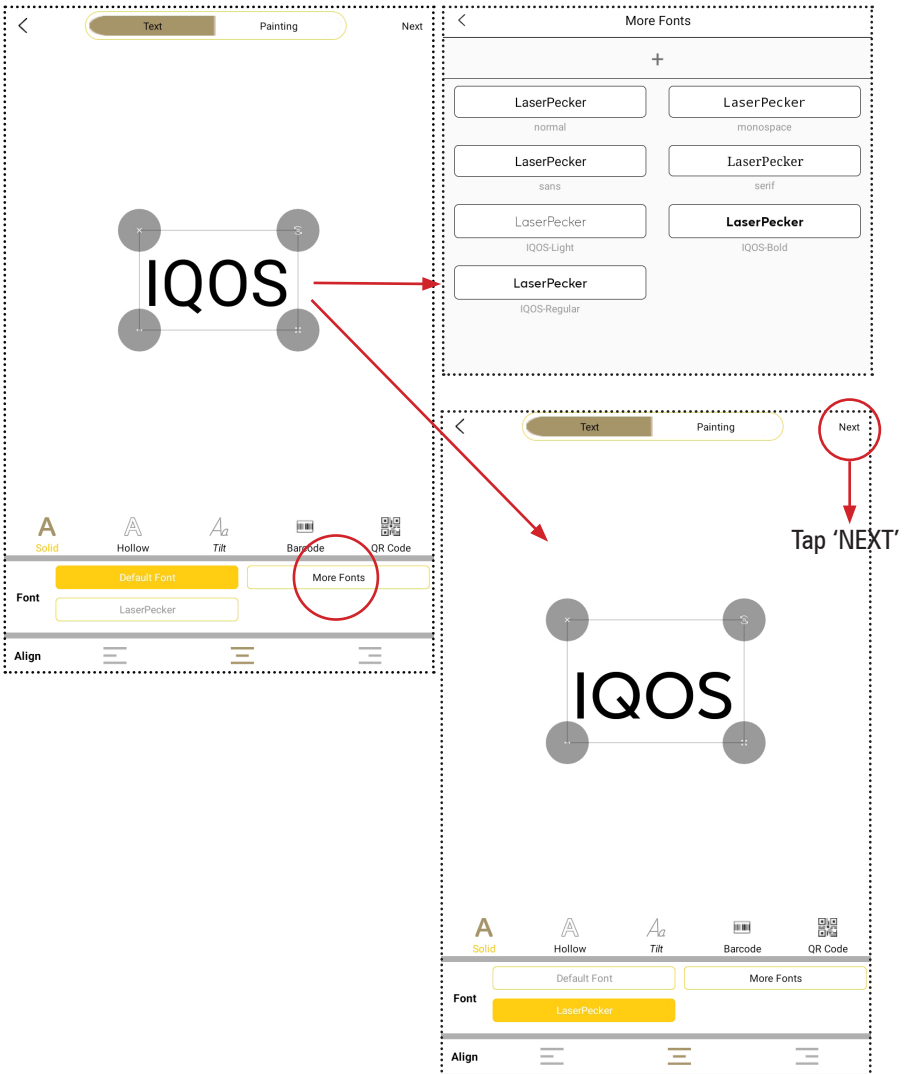 Text Painting Next
IQOS
Solid Hollow Tilt Barcode QR Code
Font
Default Font More Fonts
LaserPecker
Align
More Fonts
+
LaserPecker LaserPecker
normal monospace
LaserPecker LaserPecker
sans serif
LaserPecker LaserPecker
IQOS-Light IQOS-Bold
LaserPecker
IQOS-Regular
Text Painting Next
Tap ‘NEXT’
IQOS
Solid Hollow Tilt Barcode QR Code
Default Font More Fonts
Font
LaserPecker
Align